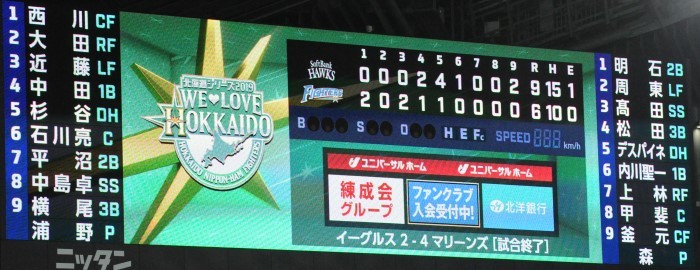 1 西川 CF
2 大田 RF
3 近藤 LF
4 中田 1B
5 杉谷 DH
6 石川亮 C
7 平沼 2B
8 中島卓 SS
9 横尾 3B
浦野 P
北海道シリーズ2019
WE♥LOVE
HOKKAIDO
HOKKAIDO NIPPON-HAM FIGHTERS
1 2 3 4 5 6 7 8 9 R H E
SoftBank HAWKS 0 0 0 2 4 1 0 0 2 9 15 1
FIGHTERS 2 0 2 1 1 0 0 0 0 6 10 0
B S O H E Fc SPEED km/h
ユニバーサル ホーム ユニバーサル ホーム
練成会
グループ
ファンクラブ
入会受付中!
北洋銀行
イーグルス 2 - 4 マリーンズ [試合終了]
1 明石 2B
2 周東 LF
3 髙田 SS
4 松田 3B
5 デスパイネ DH
6 内川聖一 1B
7 上林 RF
8 甲斐 C
9 釜元 CF
森 P
ニッタン